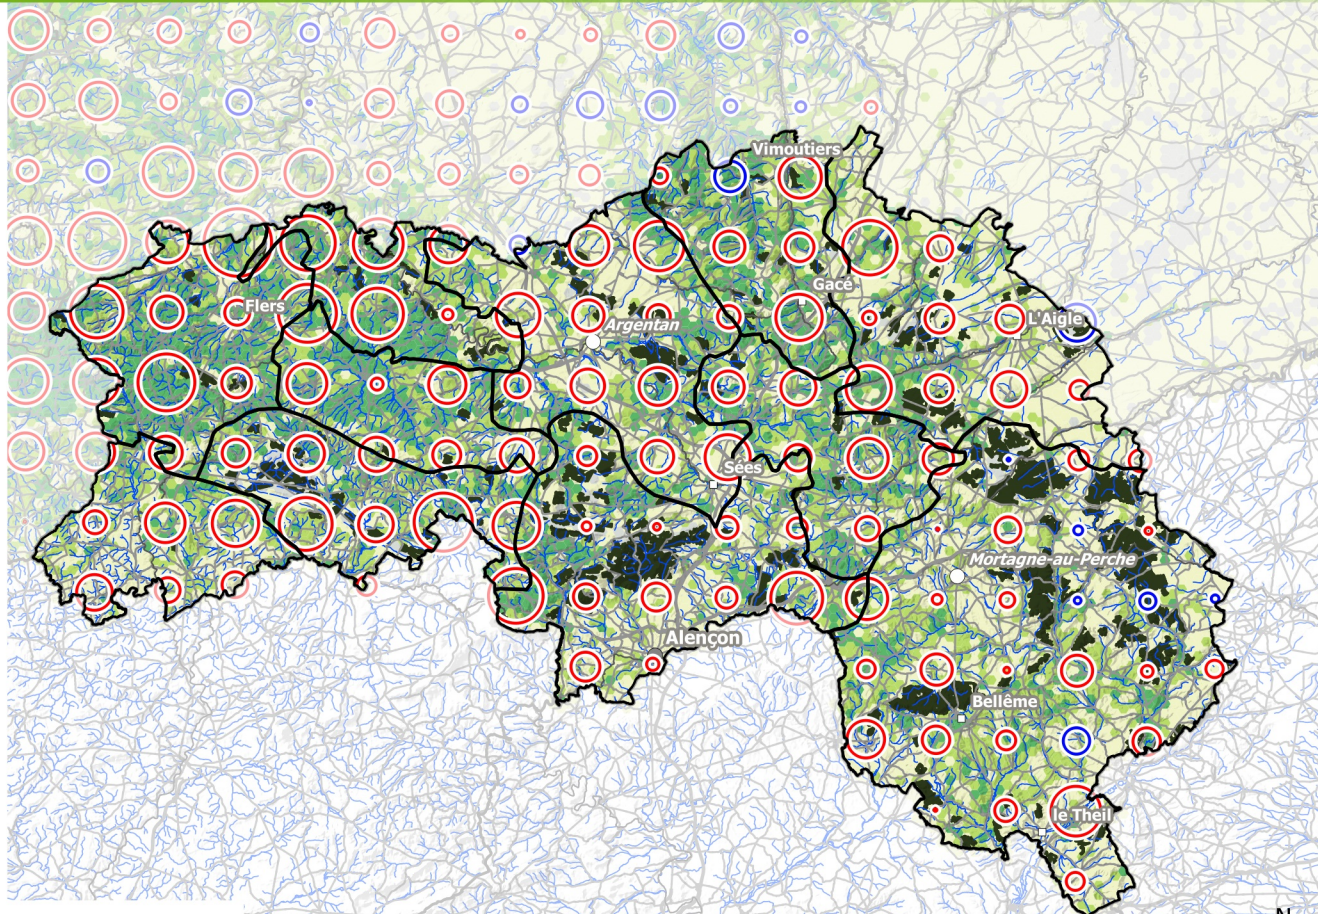 Vimoutiers
Gacé
Flers
L'Aigle
Argentan
Sées
Mortagne-au-Perche
Alençon
Bellême
le Theil
N